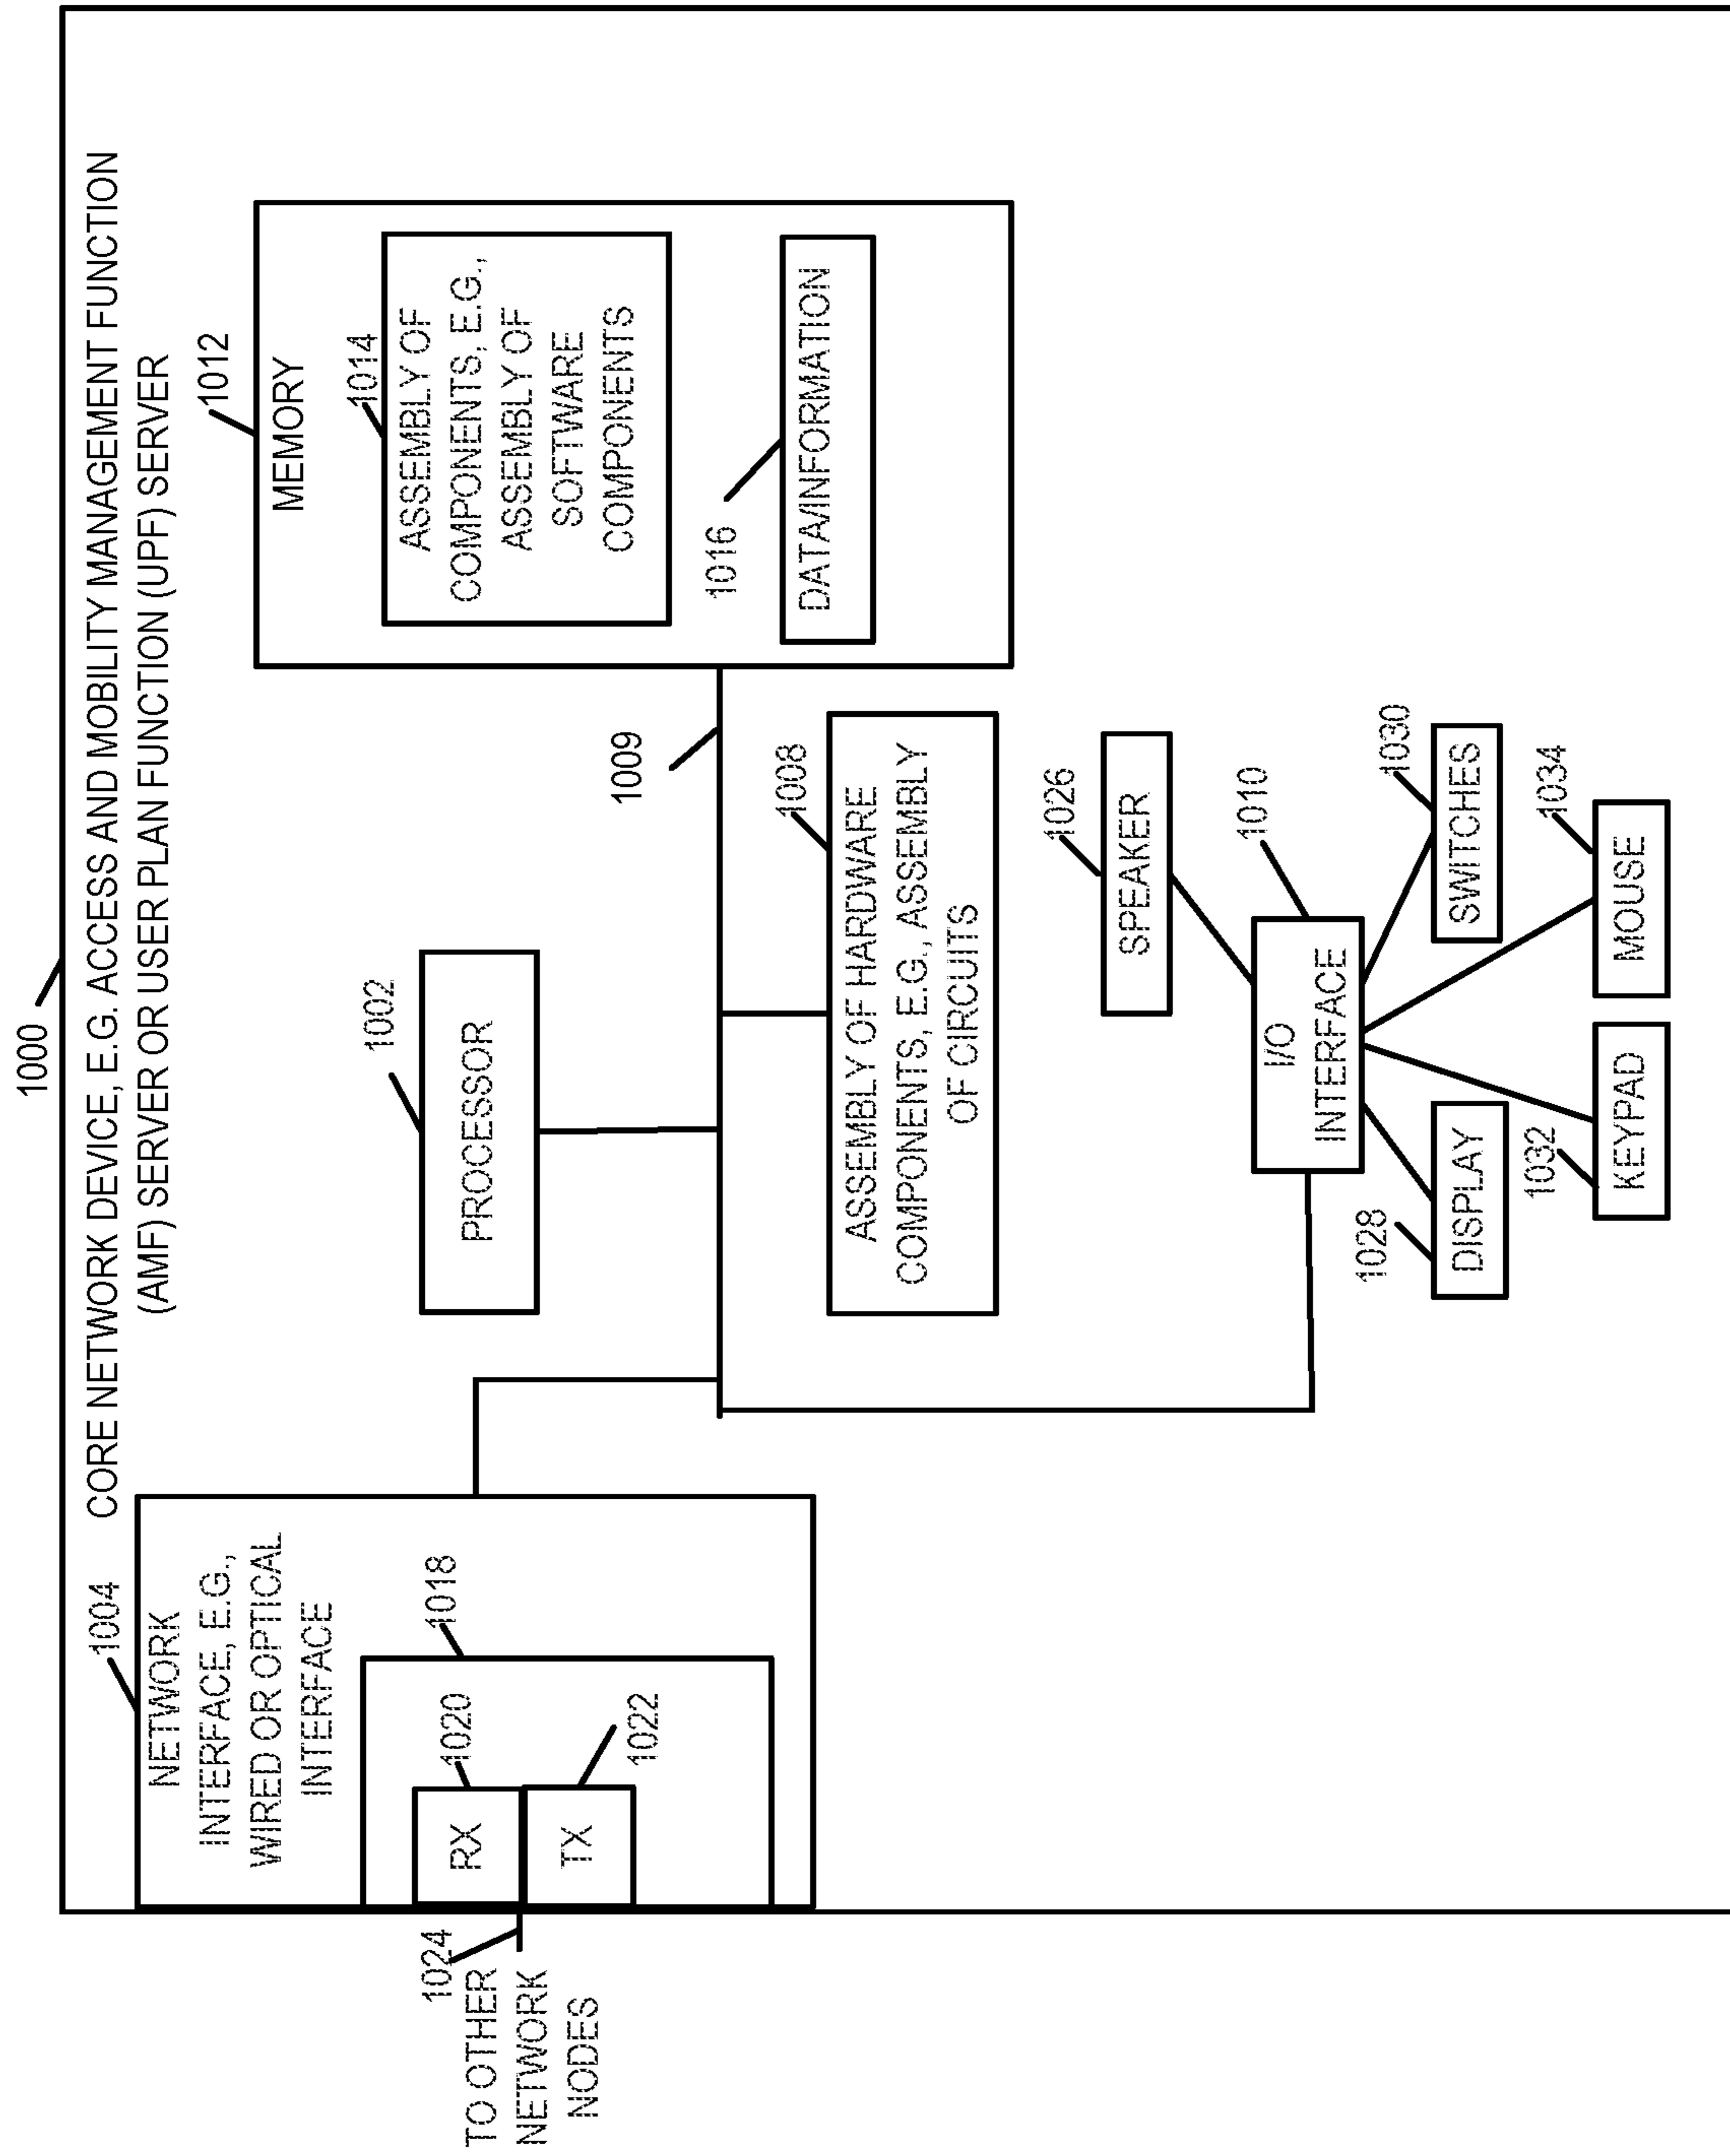 1000
CORE NETWORK DEVICE, E.G. ACCESS AND MOBILITY MANAGEMENT FUNCTION
(AMF) SERVER OR USER PLAN FUNCTION (UPF) SERVER
1004
NETWORK
INTERFACE, E.G.,
WIRED OR OPTICAL
INTERFACE
1018
1020
RX
TX
1022
1024
TO OTHER
NETWORK
NODES
1002
PROCESSOR
1012
MEMORY
1014
ASSEMBLY OF
COMPONENTS, E.G.,
ASSEMBLY OF
SOFTWARE
COMPONENTS
1016
DATA/INFORMATION
1009
1008
ASSEMBLY OF HARDWARE
COMPONENTS, E.G., ASSEMBLY
OF CIRCUITS
1026
SPEAKER
1010
I/O
INTERFACE
1028
DISPLAY
1030
SWITCHES
1032
KEYPAD
1034
MOUSE